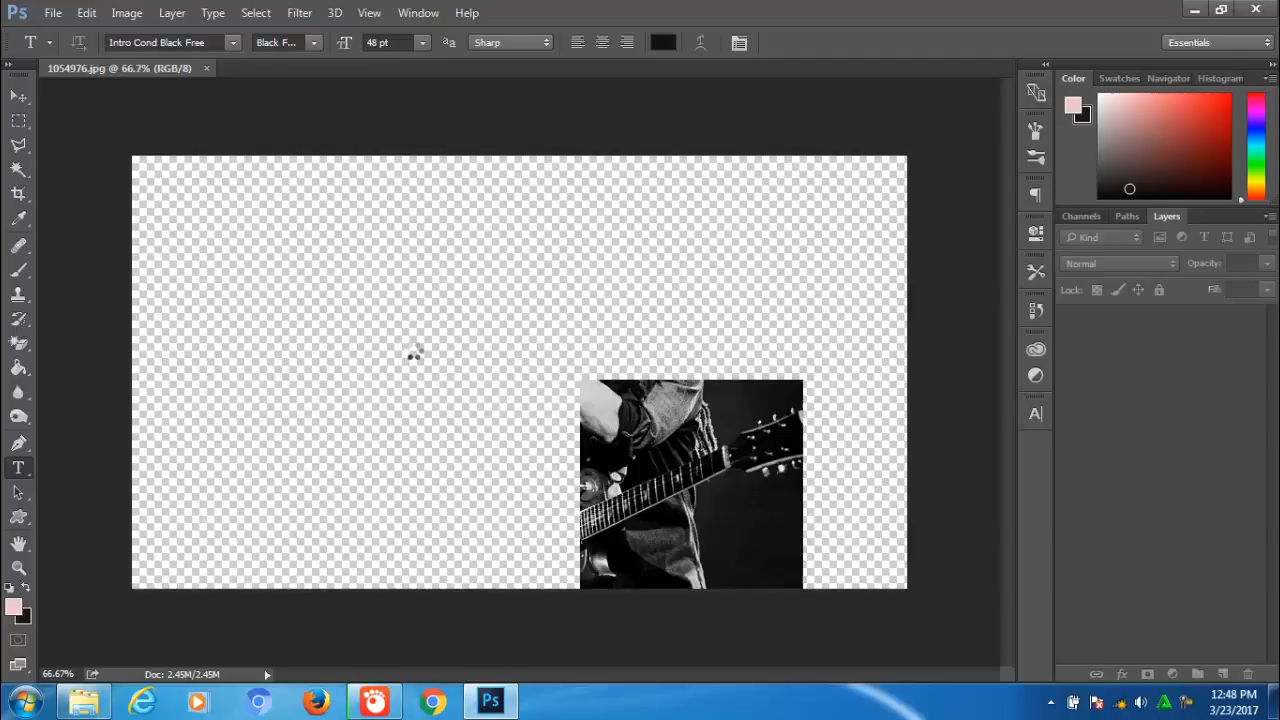 Ps File Edit Image Layer Type Select Filter 3D View Window Help
T T Intro Cond Black Free Black F... T 48 pt aa Sharp Essentials
1054976.jpg @ 66.7% (RGB/8) ×
Color Swatches Navigator Histogram
Channels Paths Layers
Kind T
Normal Opacity:
Lock: Fill:
A
T
66.67% Doc: 2.45M/2.45M
Ps
12:48 PM
3/23/2017